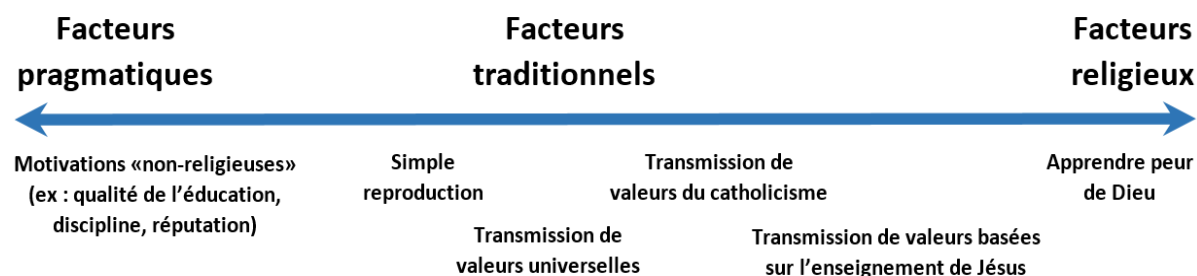 Facteurs
pragmatiques
Facteurs
traditionnels
Facteurs
religieux
Motivations «non-religieuses»
(ex : qualité de l’éducation,
discipline, réputation)
Simple
reproduction
Transmission de
valeurs universelles
Transmission de
valeurs du catholicisme
Transmission de valeurs basées
sur l’enseignement de Jésus
Apprendre peur
de Dieu